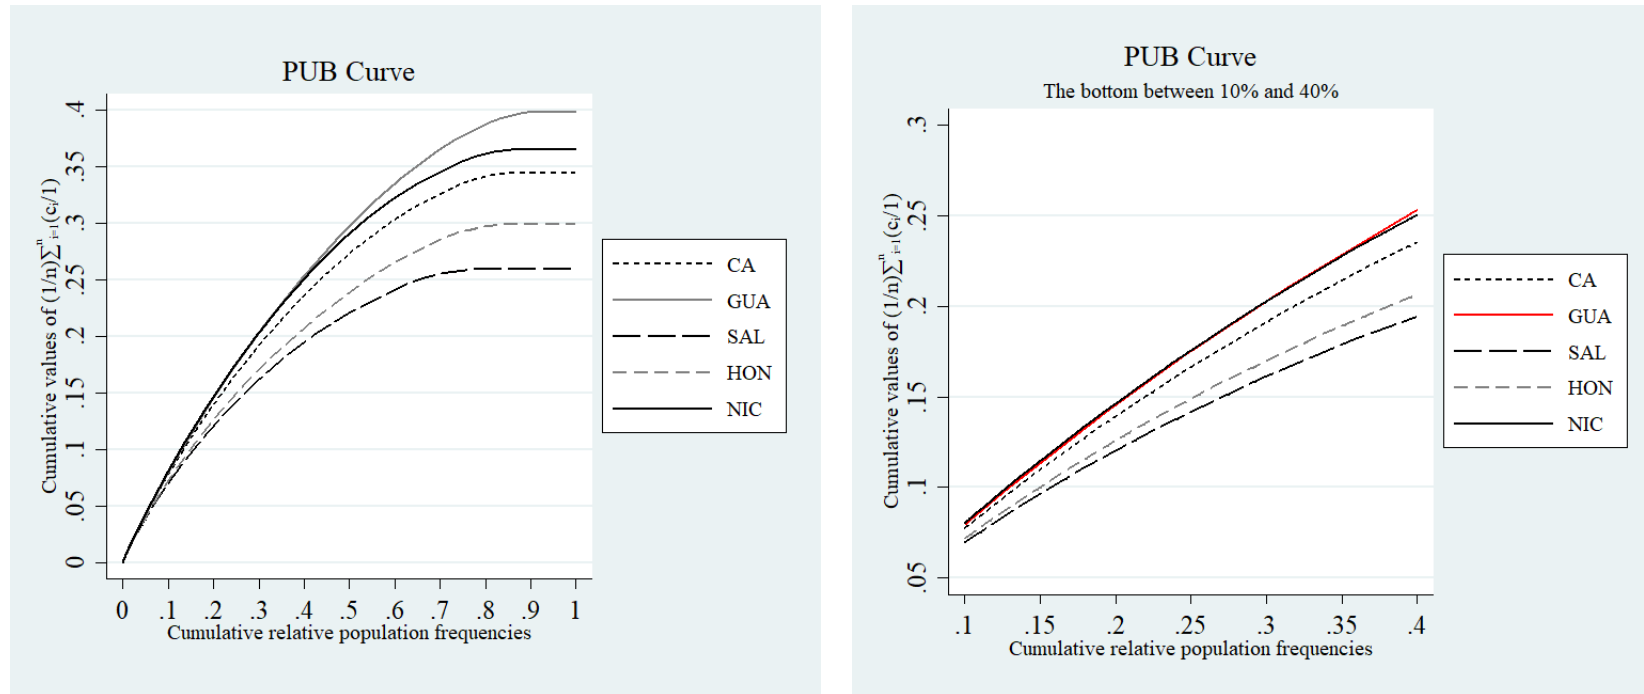 PUB Curve
Cumulative values of (1/n)∑ⁿᵢ₌₁(cᵢ/1)
.4
.35
.3
.25
.2
.15
.1
.05
0
0 .1 .2 .3 .4 .5 .6 .7 .8 .9 1
Cumulative relative population frequencies
CA
GUA
SAL
HON
NIC
PUB Curve
The bottom between 10% and 40%
Cumulative values of (1/n)∑ⁿᵢ₌₁(cᵢ/1)
.3
.25
.2
.15
.1
.05
.1 .15 .2 .25 .3 .35 .4
Cumulative relative population frequencies
CA
GUA
SAL
HON
NIC